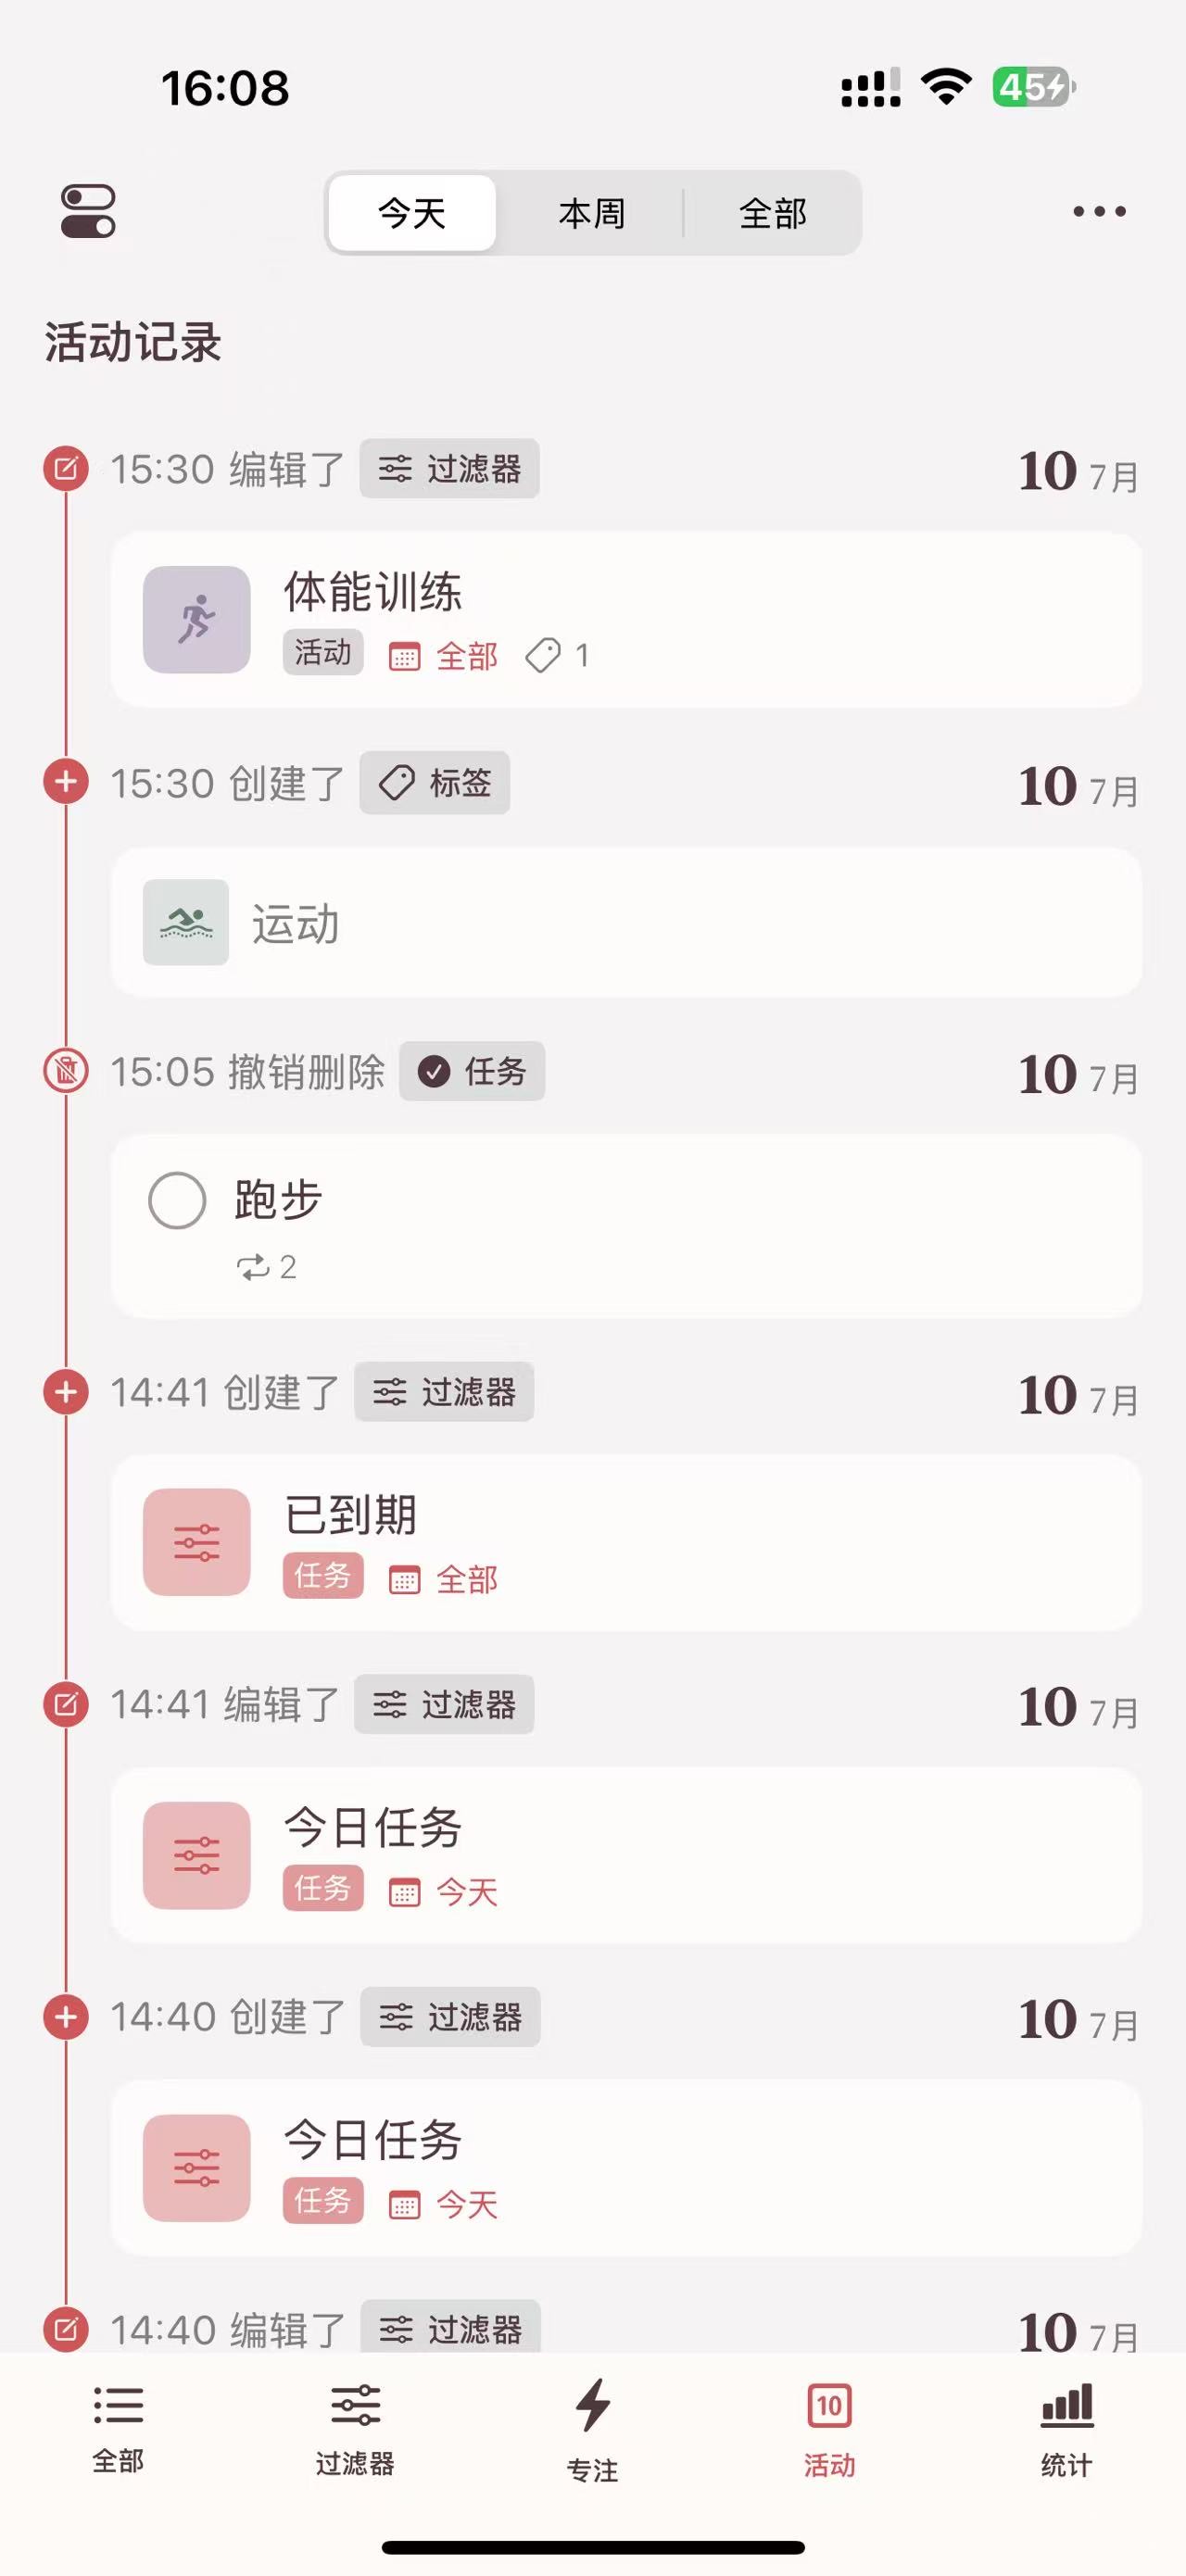 16:08
45
今天 本周 全部
活动记录
15:30 编辑了 过滤器 10 7月
体能训练
活动 全部 1
15:30 创建了 标签 10 7月
运动
15:05 撤销删除 任务 10 7月
跑步
2
14:41 创建了 过滤器 10 7月
已到期
任务 全部
14:41 编辑了 过滤器 10 7月
今日任务
任务 今天
14:40 创建了 过滤器 10 7月
今日任务
任务 今天
14:40 编辑了 过滤器 10 7月
10
全部 过滤器 专注 活动 统计